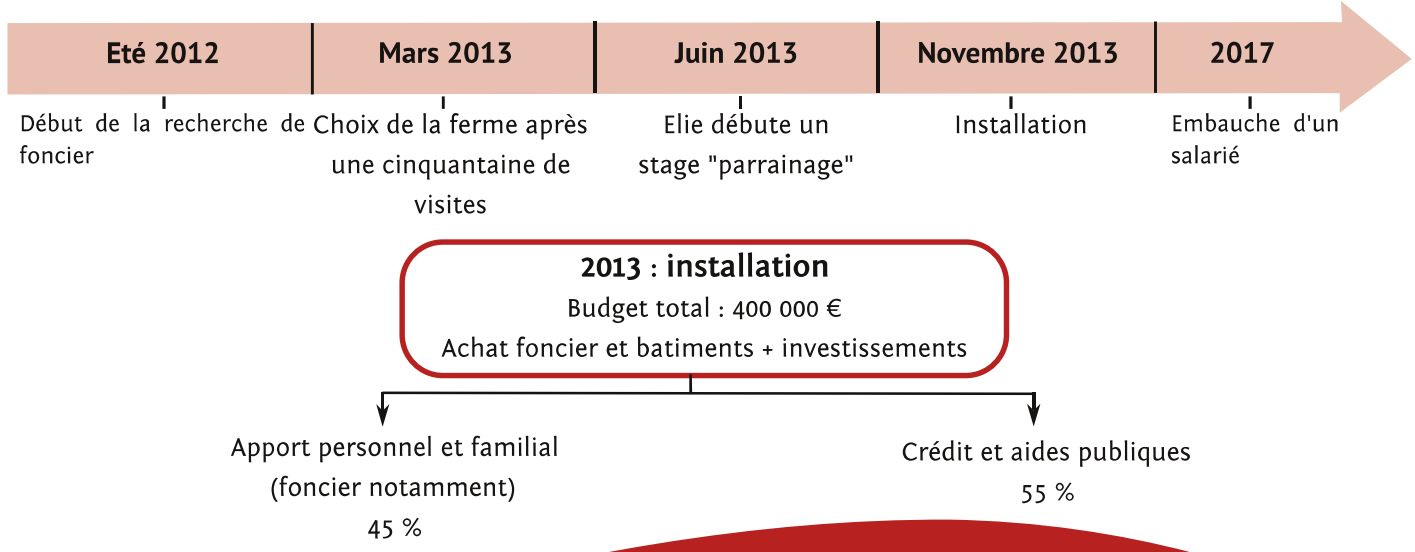 Eté 2012
Mars 2013
Juin 2013
Novembre 2013
2017
Début de la recherche de
foncier
Choix de la ferme après
une cinquantaine de
visites
Elie débute un
stage "parrainage"
Installation
Embauche d'un
salarié
2013 : installation
Budget total : 400 000 €
Achat foncier et batiments + investissements
Apport personnel et familial
(foncier notamment)
45 %
Crédit et aides publiques
55 %